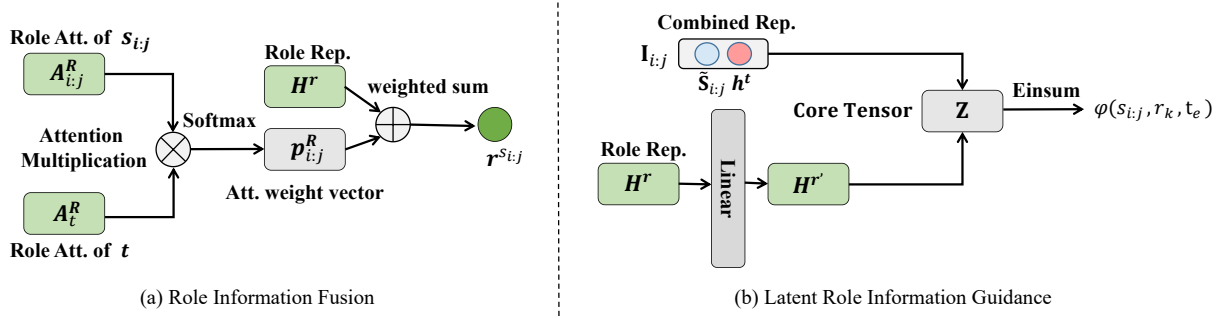 Role Att. of s_{i:j}
A^R_{i:j}
Attention
Multiplication
Softmax
A^R_t
Role Att. of t
Role Rep.
H^r
weighted sum
p^R_{i:j}
Att. weight vector
r^{s_{i:j}}
(a) Role Information Fusion
Combined Rep.
I_{i:j}
S̃_{i:j} h^t
Core Tensor
Z
Einsum
φ(s_{i:j}, r_k, t_e)
Role Rep.
H^r
Linear
H^{r'}
(b) Latent Role Information Guidance